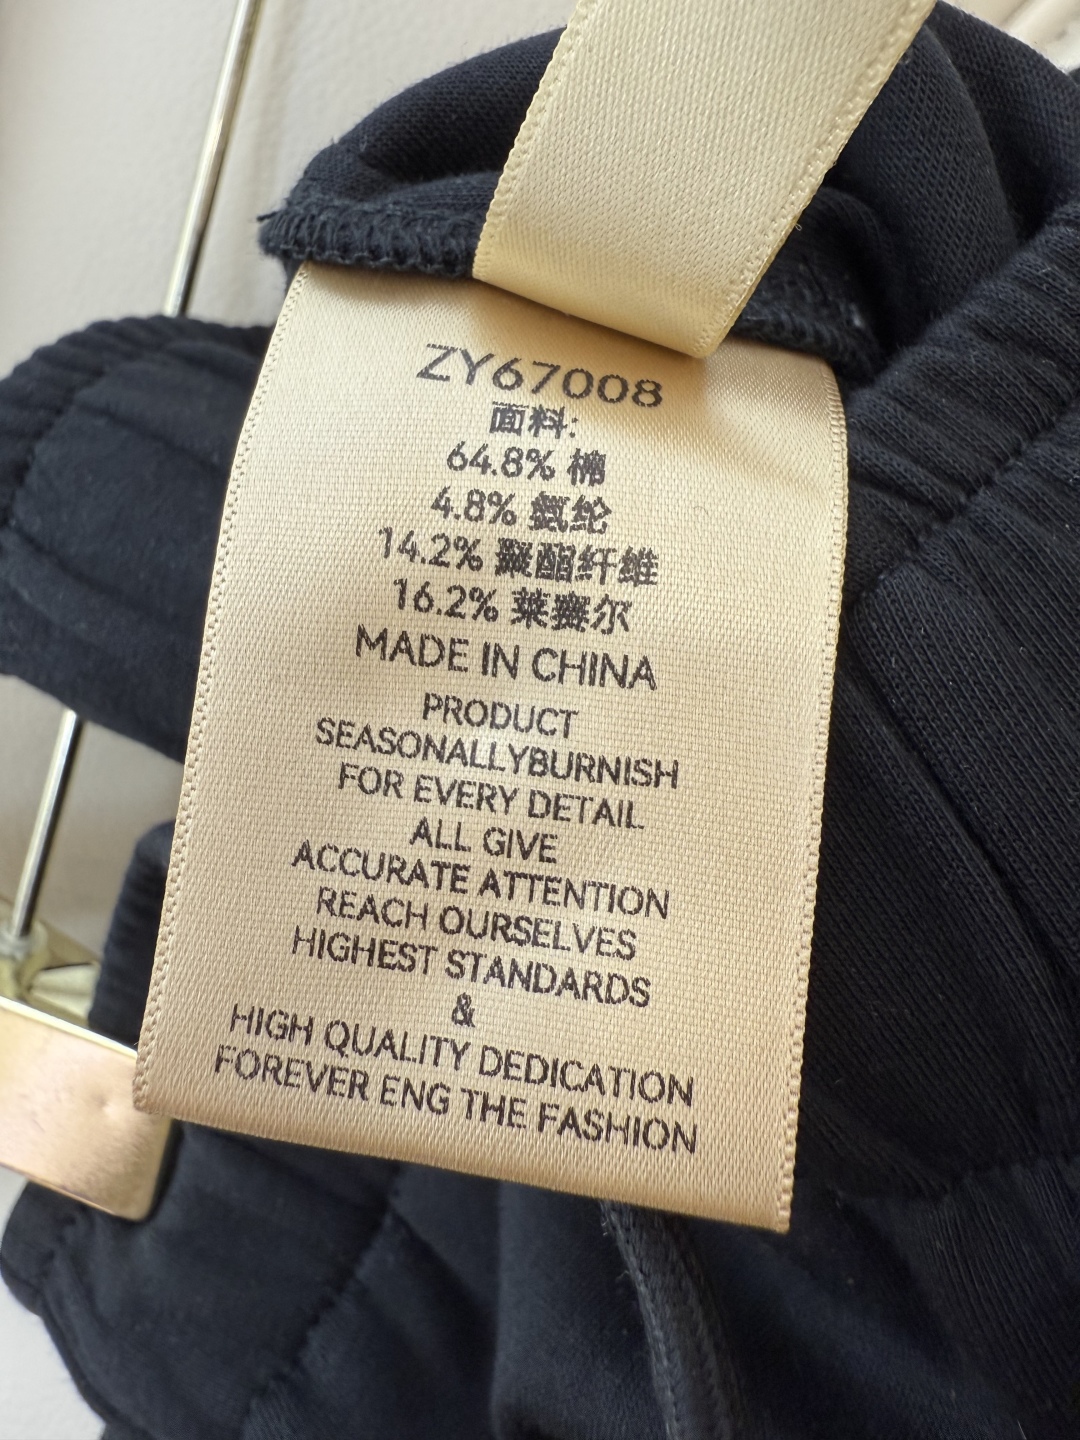 ZY67008
面料:
64.8% 棉
4.8% 氨纶
14.2% 聚酯纤维
16.2% 莱赛尔
MADE IN CHINA
PRODUCT
SEASONALLYBURNISH
FOR EVERY DETAIL
ALL GIVE
ACCURATE ATTENTION
REACH OURSELVES
HIGHEST STANDARDS
&
HIGH QUALITY DEDICATION
FOREVER ENG THE FASHION